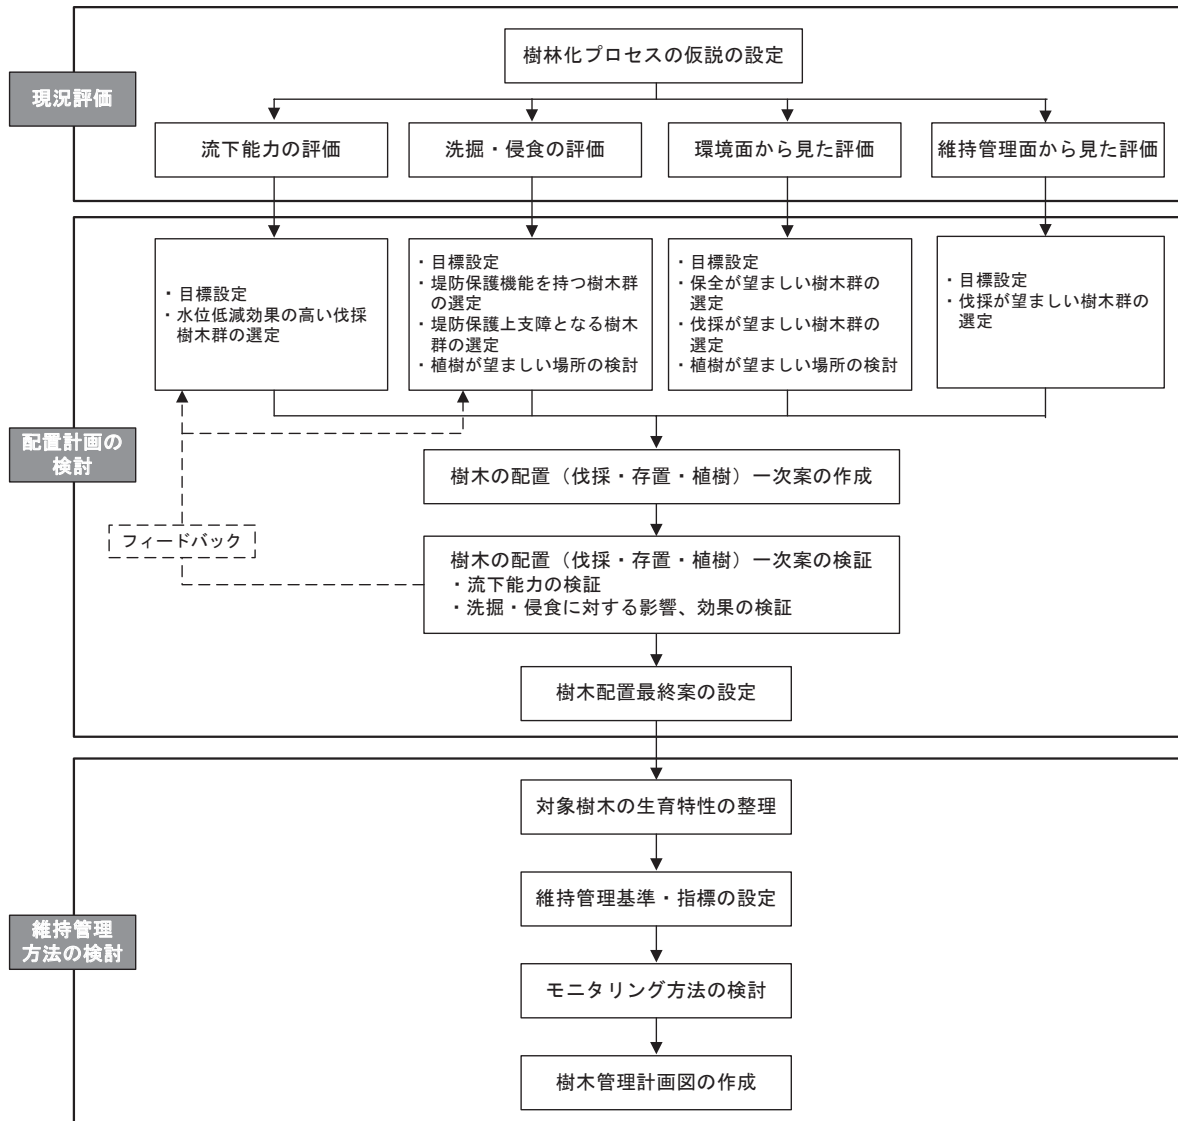 現況評価
樹林化プロセスの仮説の設定
流下能力の評価
洗掘・侵食の評価
環境面から見た評価
維持管理面から見た評価
配置計画の
検討
・目標設定
・水位低減効果の高い伐採
樹木群の選定
・目標設定
・堤防保護機能を持つ樹木群
の選定
・堤防保護上支障となる樹木
群の選定
・植樹が望ましい場所の検討
・目標設定
・保全が望ましい樹木群の
選定
・伐採が望ましい樹木群の
選定
・植樹が望ましい場所の検討
・目標設定
・伐採が望ましい樹木群の
選定
樹木の配置（伐採・存置・植樹）一次案の作成
フィードバック
樹木の配置（伐採・存置・植樹）一次案の検証
・流下能力の検証
・洗掘・侵食に対する影響、効果の検証
樹木配置最終案の設定
維持管理
方法の検討
対象樹木の生育特性の整理
維持管理基準・指標の設定
モニタリング方法の検討
樹木管理計画図の作成